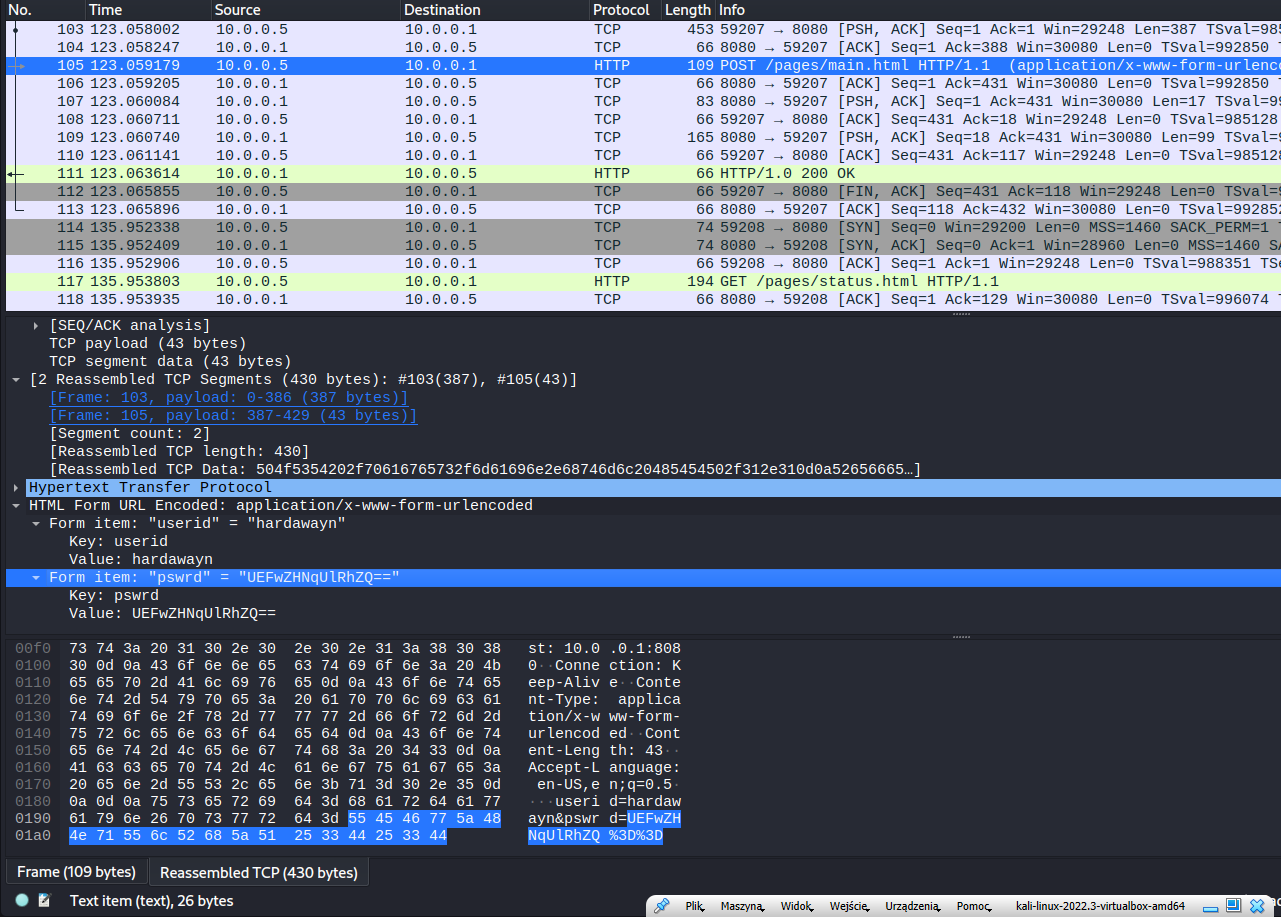 No. Time Source Destination Protocol Length Info
103 123.058002 10.0.0.5 10.0.0.1 TCP 453 59207 → 8080 [PSH, ACK] Seq=1 Ack=1 Win=29248 Len=387 TSval=985
104 123.058247 10.0.0.1 10.0.0.5 TCP 66 8080 → 59207 [ACK] Seq=1 Ack=388 Win=30080 Len=0 TSval=992850
105 123.059179 10.0.0.5 10.0.0.1 HTTP 109 POST /pages/main.html HTTP/1.1 (application/x-www-form-urlenco
106 123.059205 10.0.0.1 10.0.0.5 TCP 66 8080 → 59207 [ACK] Seq=1 Ack=431 Win=30080 Len=0 TSval=992850
107 123.060084 10.0.0.1 10.0.0.5 TCP 83 8080 → 59207 [PSH, ACK] Seq=1 Ack=431 Win=30080 Len=17 TSval=99
108 123.060711 10.0.0.5 10.0.0.1 TCP 66 59207 → 8080 [ACK] Seq=431 Ack=18 Win=29248 Len=0 TSval=985128
109 123.060740 10.0.0.1 10.0.0.5 TCP 165 8080 → 59207 [PSH, ACK] Seq=18 Ack=431 Win=30080 Len=99 TSval=9
110 123.061141 10.0.0.5 10.0.0.1 TCP 66 59207 → 8080 [ACK] Seq=431 Ack=117 Win=29248 Len=0 TSval=985128
111 123.063614 10.0.0.1 10.0.0.5 HTTP 66 HTTP/1.0 200 OK
112 123.065855 10.0.0.5 10.0.0.1 TCP 66 59207 → 8080 [FIN, ACK] Seq=431 Ack=118 Win=29248 Len=0 TSval=9
113 123.065896 10.0.0.1 10.0.0.5 TCP 66 8080 → 59207 [ACK] Seq=118 Ack=432 Win=30080 Len=0 TSval=992852
114 135.952338 10.0.0.5 10.0.0.1 TCP 74 59208 → 8080 [SYN] Seq=0 Win=29200 Len=0 MSS=1460 SACK_PERM=1 T
115 135.952409 10.0.0.1 10.0.0.5 TCP 74 8080 → 59208 [SYN, ACK] Seq=0 Ack=1 Win=28960 Len=0 MSS=1460 SA
116 135.952906 10.0.0.5 10.0.0.1 TCP 66 59208 → 8080 [ACK] Seq=1 Ack=1 Win=29248 Len=0 TSval=988351 TSe
117 135.953803 10.0.0.5 10.0.0.1 HTTP 194 GET /pages/status.html HTTP/1.1
118 135.953935 10.0.0.1 10.0.0.5 TCP 66 8080 → 59208 [ACK] Seq=1 Ack=129 Win=30080 Len=0 TSval=996074 T
[SEQ/ACK analysis]
TCP payload (43 bytes)
TCP segment data (43 bytes)
[2 Reassembled TCP Segments (430 bytes): #103(387), #105(43)]
[Frame: 103, payload: 0-386 (387 bytes)]
[Frame: 105, payload: 387-429 (43 bytes)]
[Segment count: 2]
[Reassembled TCP length: 430]
[Reassembled TCP Data: 504f5354202f70616765732f6d61696e2e68746d6c20485454502f312e310d0a52656665…]
Hypertext Transfer Protocol
HTML Form URL Encoded: application/x-www-form-urlencoded
Form item: "userid" = "hardawayn"
Key: userid
Value: hardawayn
Form item: "pswrd" = "UEFwZHNqUlRhZQ=="
Key: pswrd
Value: UEFwZHNqUlRhZQ==
00f0 73 74 3a 20 31 30 2e 30 2e 30 2e 31 3a 38 30 38 st: 10.0 .0.1:808
0100 30 0d 0a 43 6f 6e 6e 65 63 74 69 6f 6e 3a 20 4b 0··Conne ction: K
0110 65 65 70 2d 41 6c 69 76 65 0d 0a 43 6f 6e 74 65 eep-Aliv e··Conte
0120 6e 74 2d 54 79 70 65 3a 20 61 70 70 6c 69 63 61 nt-Type: applica
0130 74 69 6f 6e 2f 78 2d 77 77 77 2d 66 6f 72 6d 2d tion/x-w ww-form-
0140 75 72 6c 65 6e 63 6f 64 65 64 0d 0a 43 6f 6e 74 urlencod ed··Cont
0150 65 6e 74 2d 4c 65 6e 67 74 68 3a 20 34 33 0d 0a ent-Leng th: 43··
0160 41 63 63 65 70 74 2d 4c 61 6e 67 75 61 67 65 3a Accept-L anguage:
0170 20 65 6e 2d 55 53 2c 65 6e 3b 71 3d 30 2e 35 0d en-US,e n;q=0.5·
0180 0a 0d 0a 75 73 65 72 69 64 3d 68 61 72 64 61 77 ···useri d=hardaw
0190 61 79 6e 26 70 73 77 72 64 3d 55 45 46 77 5a 48 ayn&pswr d=UEFwZH
01a0 4e 71 55 6c 52 68 5a 51 25 33 44 25 33 44 NqUlRhZQ %3D%3D
Frame (109 bytes) Reassembled TCP (430 bytes)
Text item (text), 26 bytes
Plik Maszyna Widok Wejście Urządzenia Pomoc kali-linux-2022.3-virtualbox-amd64